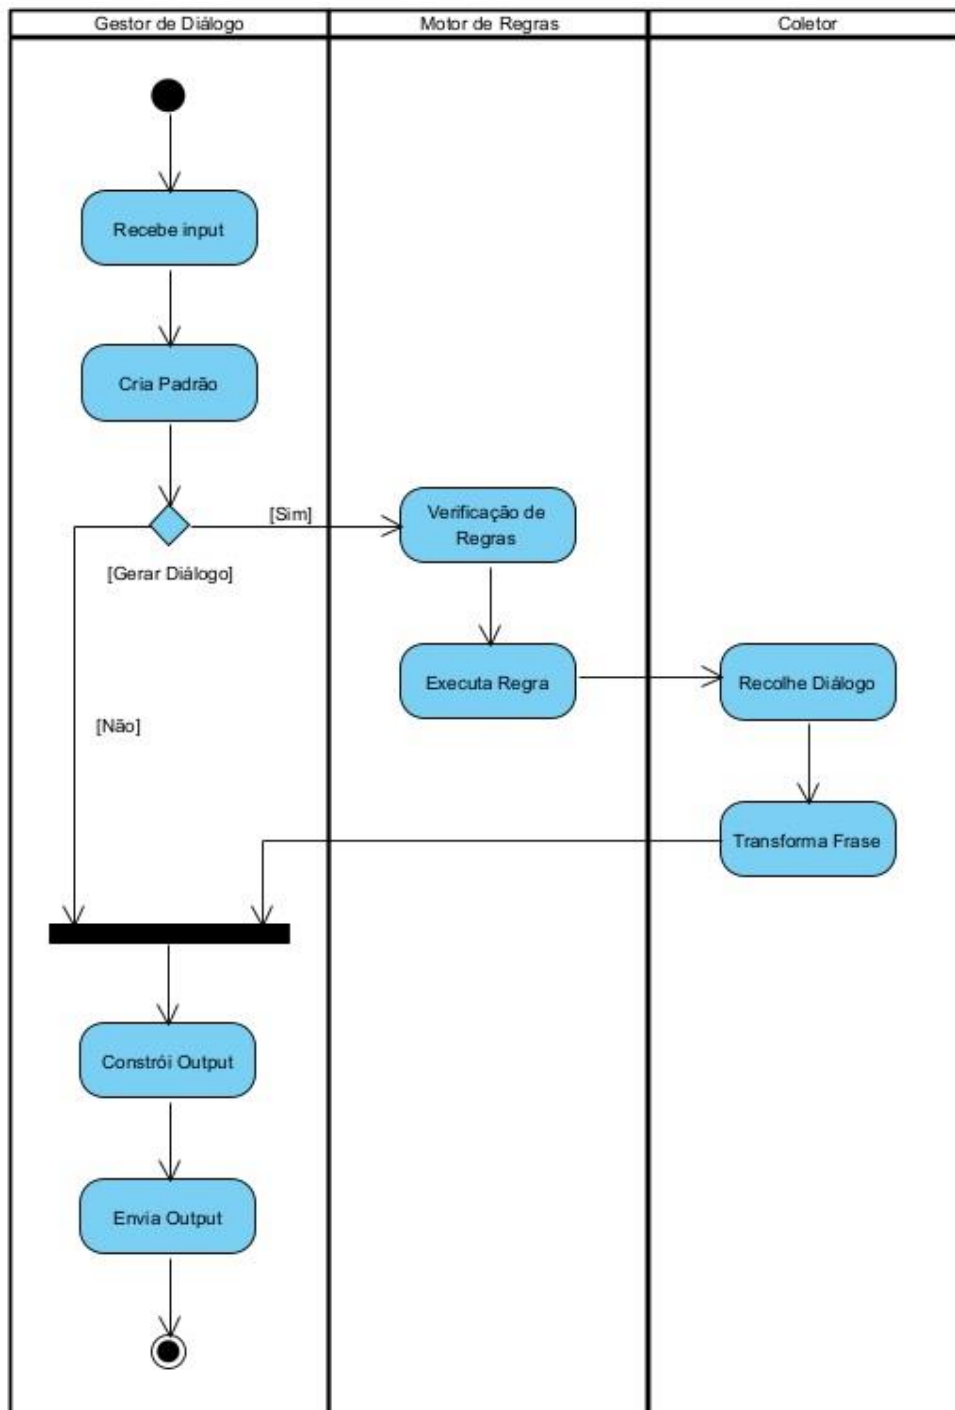 Gestor de Diálogo
Motor de Regras
Coletor
Recebe input
Cria Padrão
[Sim]
[Gerar Diálogo]
Verificação de
Regras
Executa Regra
Recolhe Diálogo
[Não]
Transforma Frase
Constrói Output
Envia Output